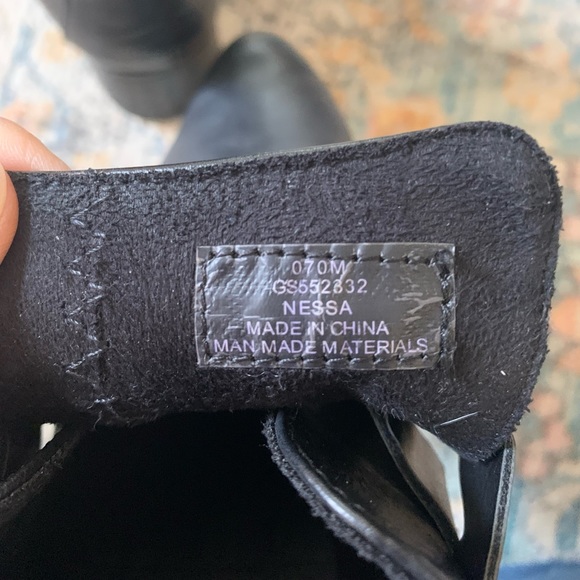 070M
GS552832
NESSA
MADE IN CHINA
MAN MADE MATERIALS